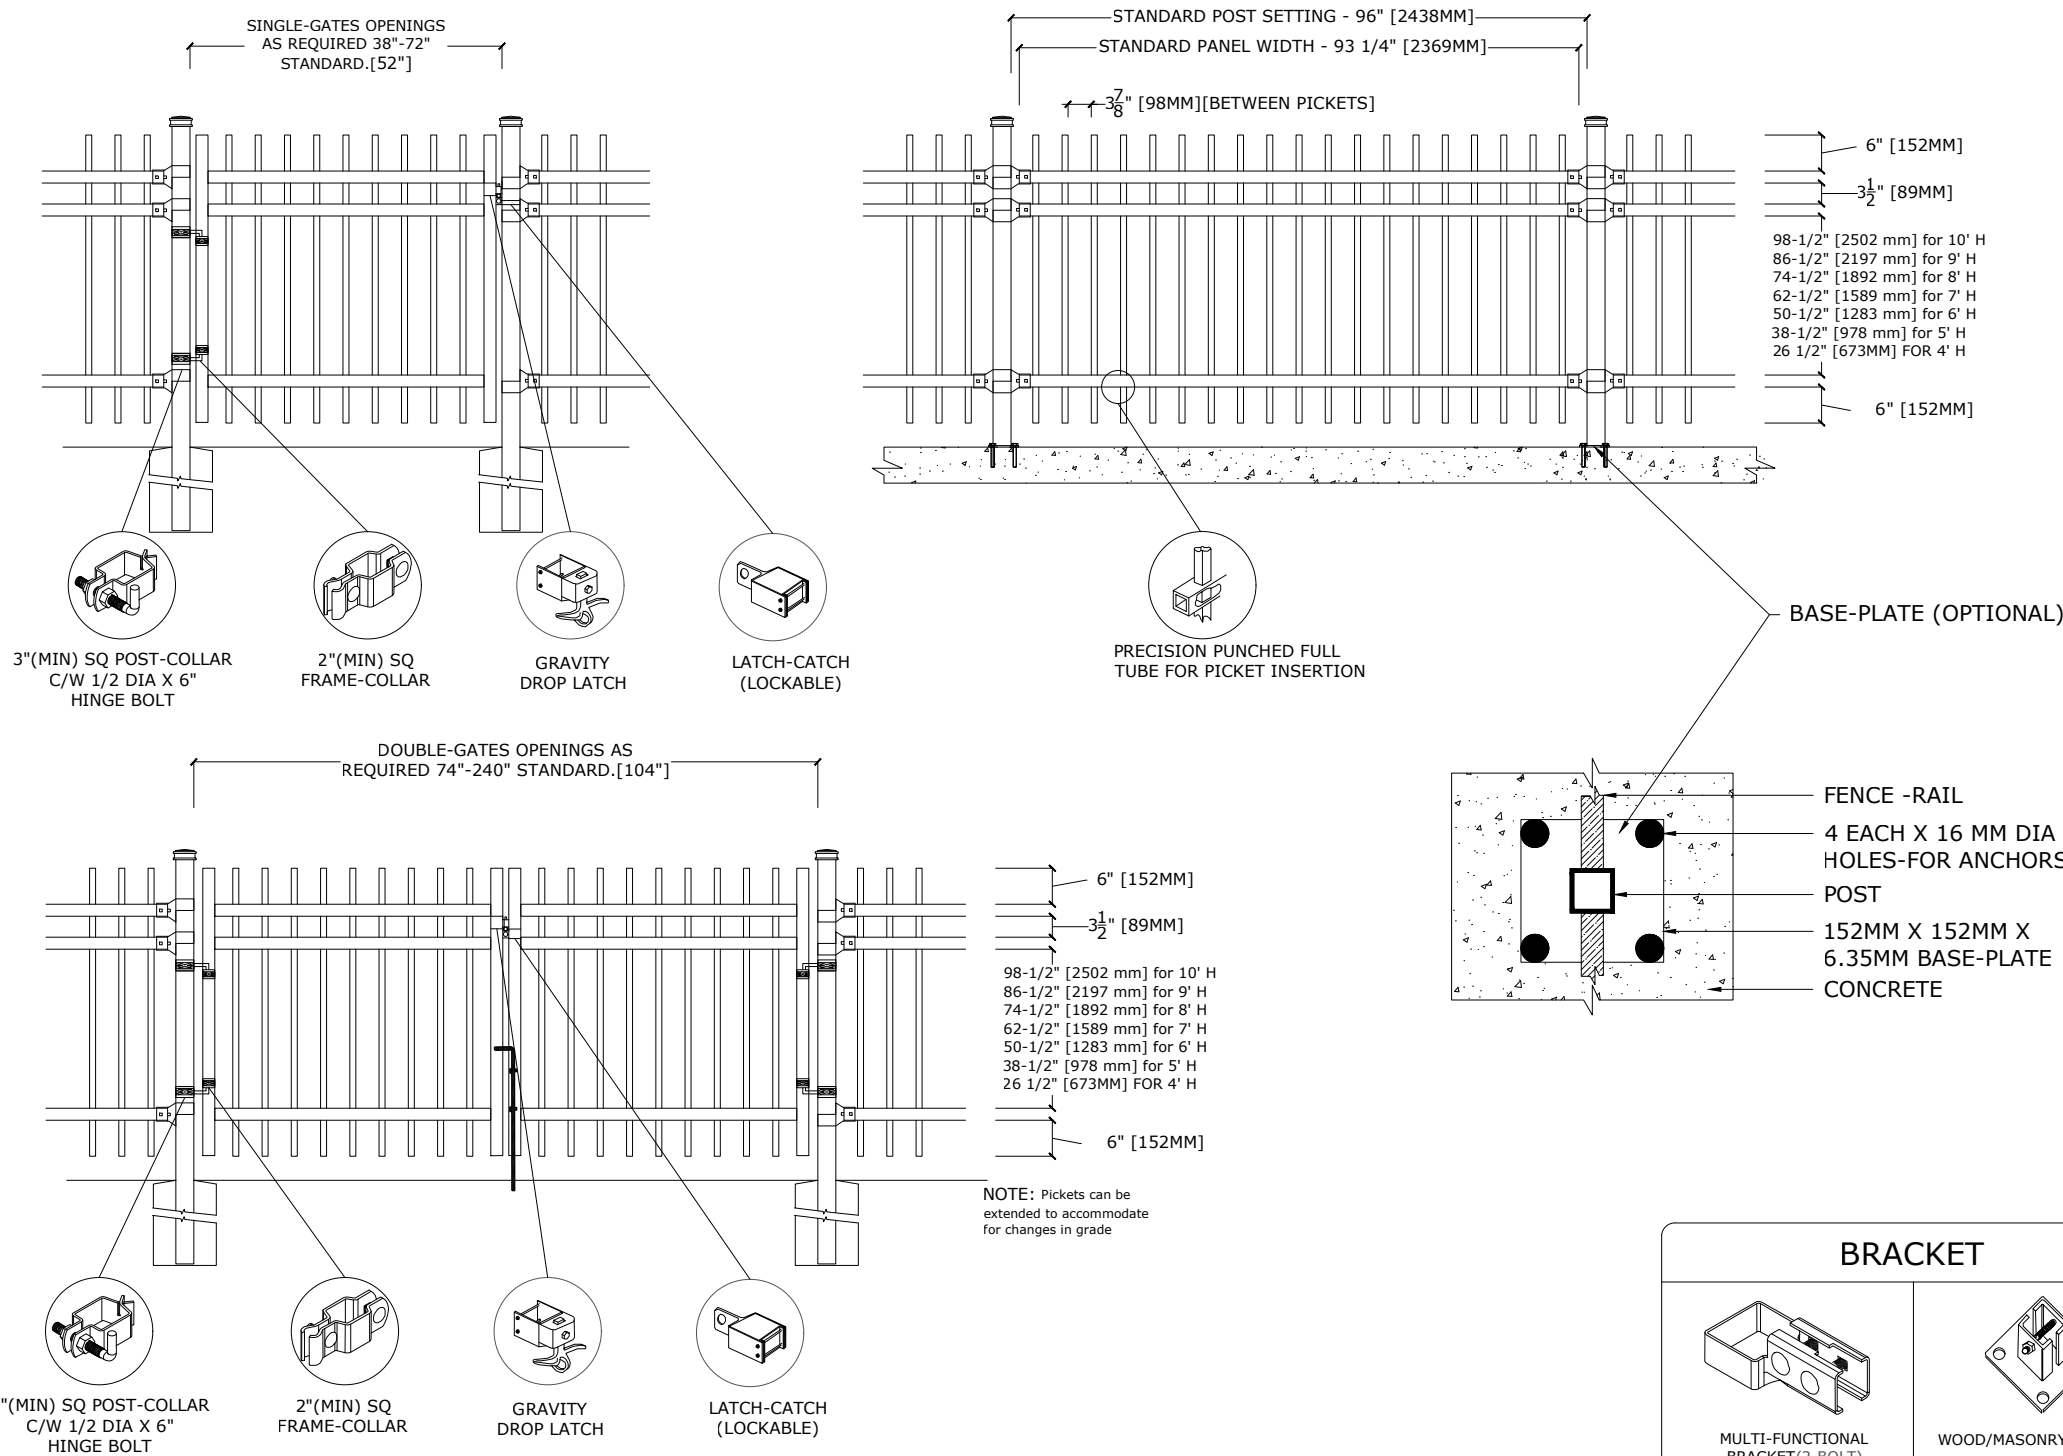 SINGLE-GATES OPENINGS
AS REQUIRED 38"-72"
STANDARD.[52"]
STANDARD POST SETTING - 96" [2438MM]
STANDARD PANEL WIDTH - 93 1/4" [2369MM]
3 7/8" [98MM][BETWEEN PICKETS]
6" [152MM]
3 1/2" [89MM]
98-1/2" [2502 mm] for 10' H
86-1/2" [2197 mm] for 9' H
74-1/2" [1892 mm] for 8' H
62-1/2" [1589 mm] for 7' H
50-1/2" [1283 mm] for 6' H
38-1/2" [978 mm] for 5' H
26 1/2" [673MM] FOR 4' H
6" [152MM]
3"(MIN) SQ POST-COLLAR
C/W 1/2 DIA X 6"
HINGE BOLT
2"(MIN) SQ
FRAME-COLLAR
GRAVITY
DROP LATCH
LATCH-CATCH
(LOCKABLE)
PRECISION PUNCHED FULL
TUBE FOR PICKET INSERTION
BASE-PLATE (OPTIONAL)
DOUBLE-GATES OPENINGS AS
REQUIRED 74"-240" STANDARD.[104"]
6" [152MM]
3 1/2" [89MM]
98-1/2" [2502 mm] for 10' H
86-1/2" [2197 mm] for 9' H
74-1/2" [1892 mm] for 8' H
62-1/2" [1589 mm] for 7' H
50-1/2" [1283 mm] for 6' H
38-1/2" [978 mm] for 5' H
26 1/2" [673MM] FOR 4' H
6" [152MM]
NOTE: Pickets can be
extended to accommodate
for changes in grade
FENCE -RAIL
4 EACH X 16 MM DIA
HOLES-FOR ANCHORS
POST
152MM X 152MM X
6.35MM BASE-PLATE
CONCRETE
"(MIN) SQ POST-COLLAR
C/W 1/2 DIA X 6"
HINGE BOLT
2"(MIN) SQ
FRAME-COLLAR
GRAVITY
DROP LATCH
LATCH-CATCH
(LOCKABLE)
BRACKET
MULTI-FUNCTIONAL
BRACKET(2-BOLT)
WOOD/MASONRY